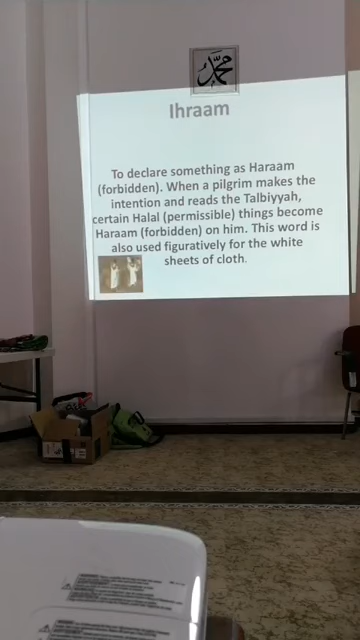 محمد
Ihraam
To declare something as Haraam
(forbidden). When a pilgrim makes the
intention and reads the Talbiyyah,
certain Halal (permissible) things become
Haraam (forbidden) on him. This word is
also used figuratively for the white
sheets of cloth.